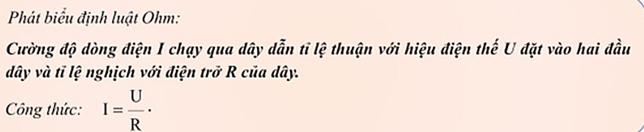 Phát biểu định luật Ohm:
Cường độ dòng điện I chạy qua dây dẫn tỉ lệ thuận với hiệu điện thế U đặt vào hai đầu
dây và tỉ lệ nghịch với điện trở R của dây.
Công thức: I = U/R.